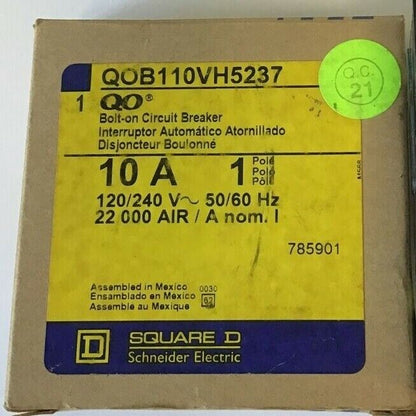 QOB110VH5237
1 QO®
Bolt-on Circuit Breaker
Interruptor Automático Atornillado
Disjoncteur Boulonné
10 A 1 Pole
Polo
Pôle
120/240 V~ 50/60 Hz
22 000 AIR / A nom. I
785901
Assembled in Mexico
Ensamblado en Mexico
Assemblé au Mexique
0030
92
Q.C.
21
D SQUARE D
Schneider Electric